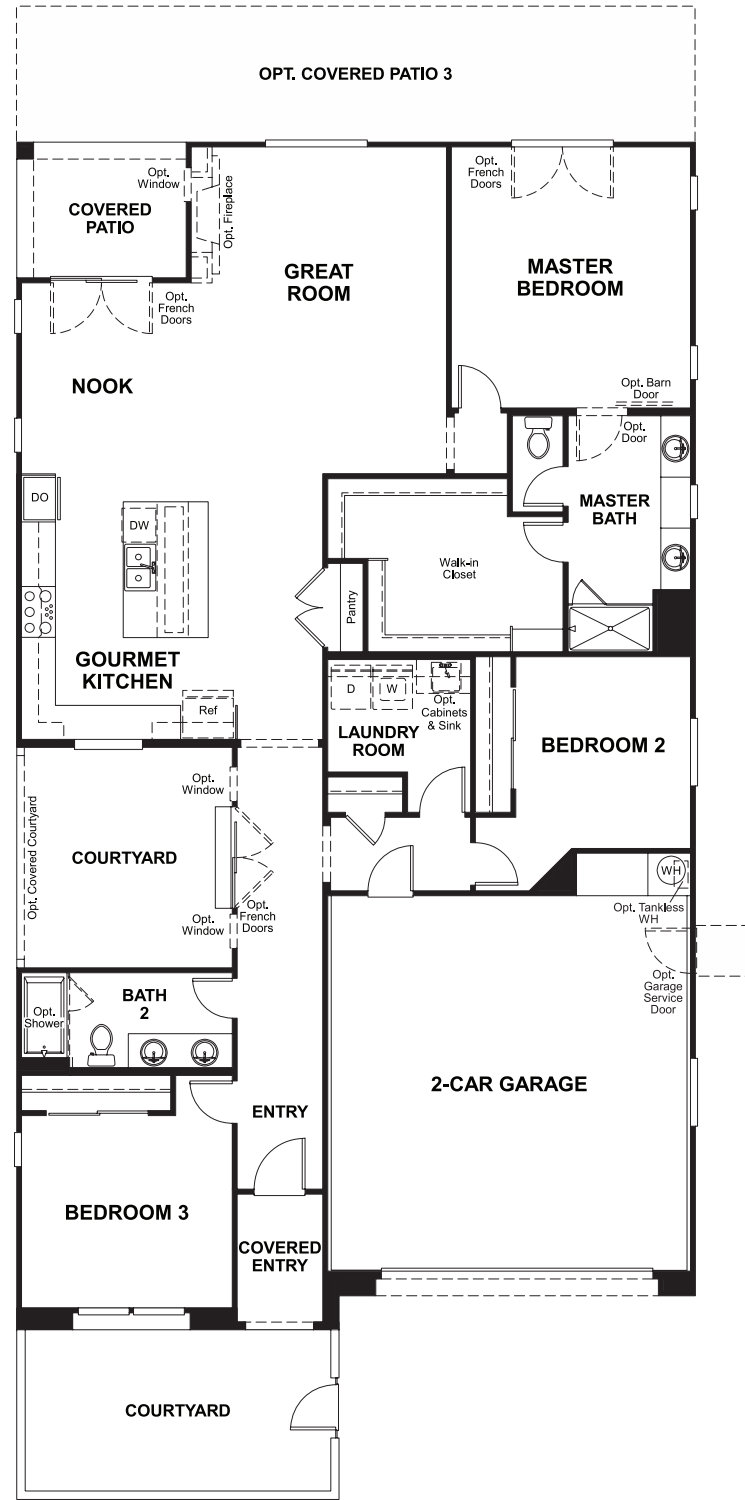 OPT. COVERED PATIO 3
Opt.
Window
Opt. Fireplace
COVERED
PATIO
Opt.
French
Doors
GREAT
ROOM
Opt.
French
Doors
MASTER
BEDROOM
NOOK
Opt. Barn
Door
Opt.
Door
DO
DW
MASTER
BATH
Walk-in
Closet
Pantry
GOURMET
KITCHEN
Ref
D
W
Opt.
Cabinets
& Sink
LAUNDRY
ROOM
BEDROOM 2
Opt. Covered Courtyard
COURTYARD
Opt.
Window
Opt.
Window
Opt.
French
Doors
WH
Opt. Tankless
WH
Opt.
Garage
Service
Door
Opt.
Shower
BATH
2
2-CAR GARAGE
ENTRY
BEDROOM 3
COVERED
ENTRY
COURTYARD